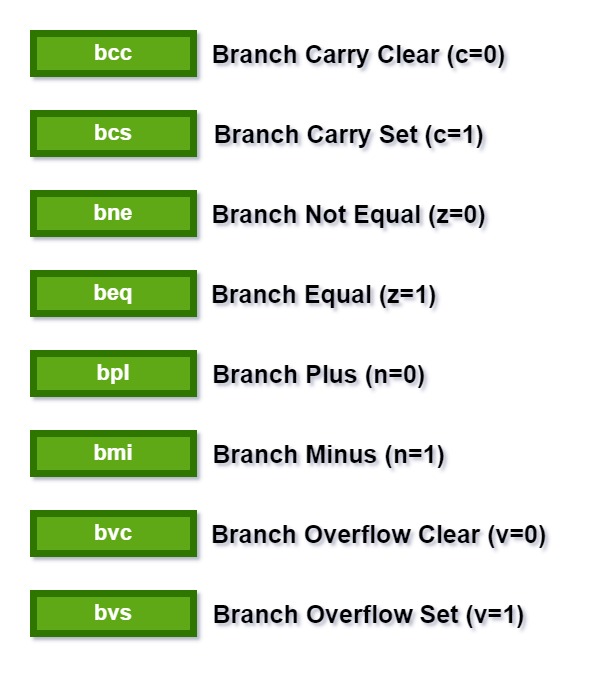 bcc Branch Carry Clear (c=0)
bcs Branch Carry Set (c=1)
bne Branch Not Equal (z=0)
beq Branch Equal (z=1)
bpl Branch Plus (n=0)
bmi Branch Minus (n=1)
bvc Branch Overflow Clear (v=0)
bvs Branch Overflow Set (v=1)